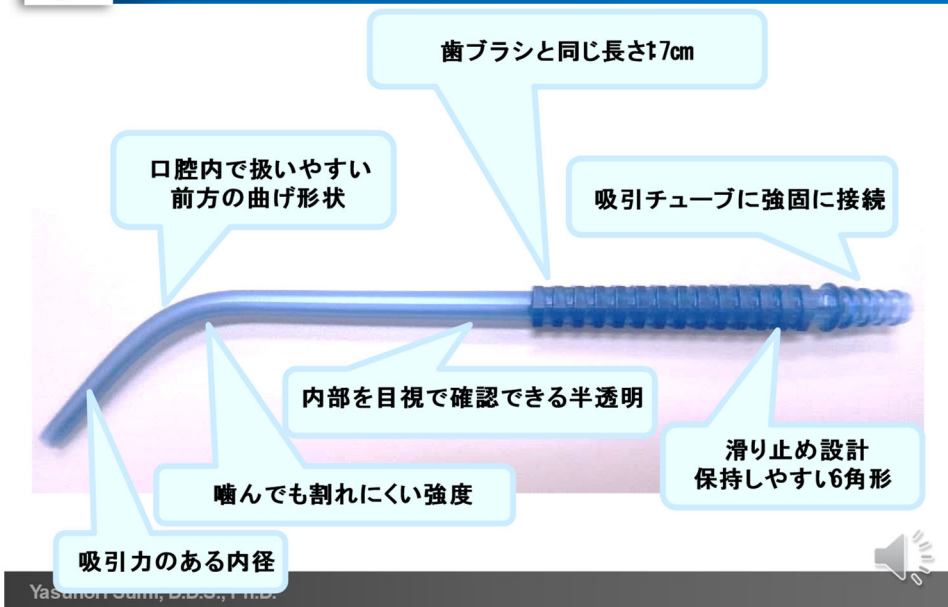 歯ブラシと同じ長さ17cm
口腔内で扱いやすい
前方の曲げ形状
吸引チューブに強固に接続
内部を目視で確認できる半透明
滑り止め設計
保持しやすい6角形
噛んでも割れにくい強度
吸引力のある内径
Yasunori Sumi, D.D.S., Ph.D.